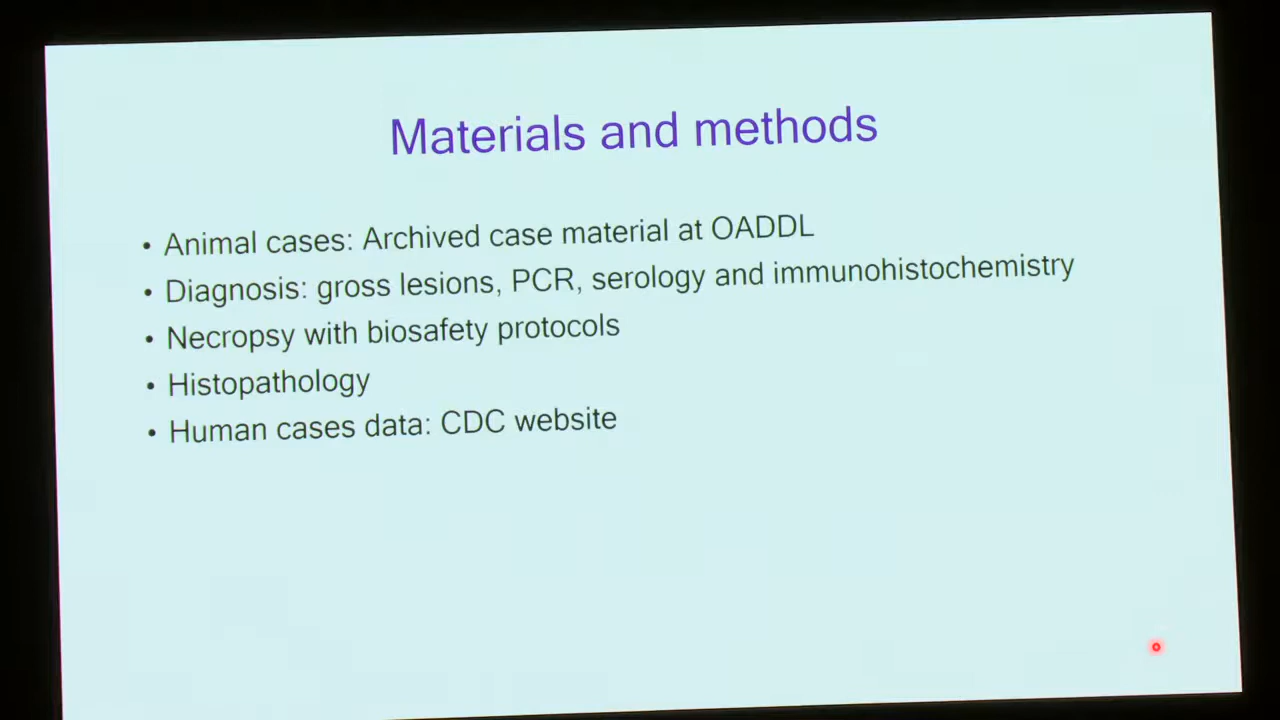 Materials and methods
• Animal cases: Archived case material at OADDL
• Diagnosis: gross lesions, PCR, serology and immunohistochemistry
• Necropsy with biosafety protocols
• Histopathology
• Human cases data: CDC website